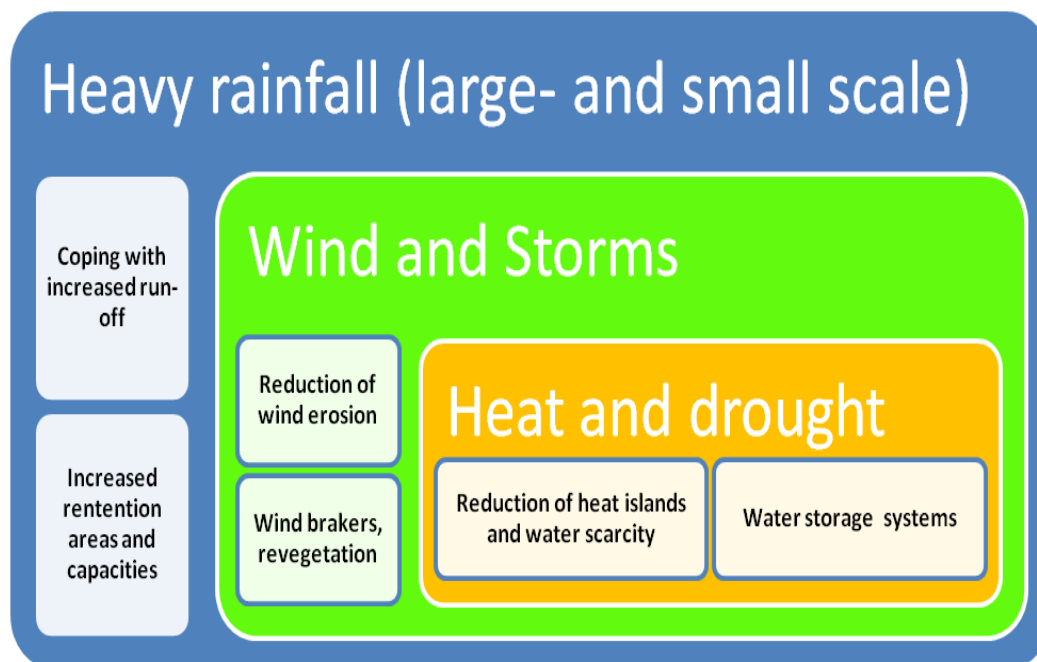 Heavy rainfall (large- and small scale)
Coping with
increased run-
off
Increased
rentention
areas and
capacities
Wind and Storms
Reduction of
wind erosion
Wind brakers,
revegetation
Heat and drought
Reduction of heat islands
and water scarcity
Water storage systems